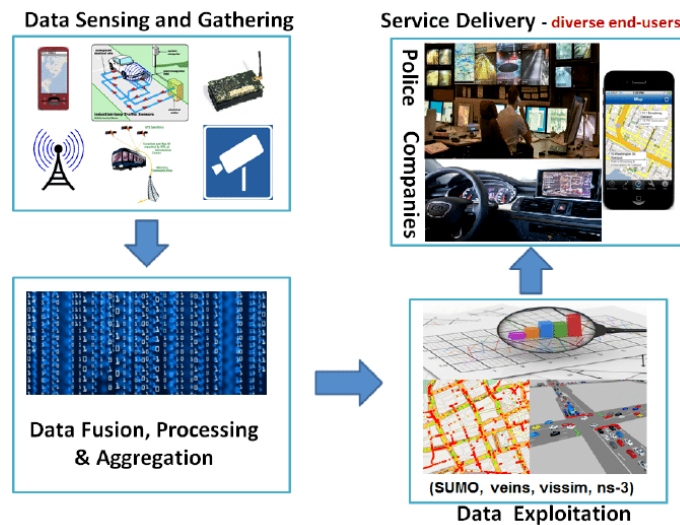 Data Sensing and Gathering
Service Delivery - diverse end-users
Police Companies
Map
Data Fusion, Processing
& Aggregation
(SUMO, veins, vissim, ns-3)
Data Exploitation